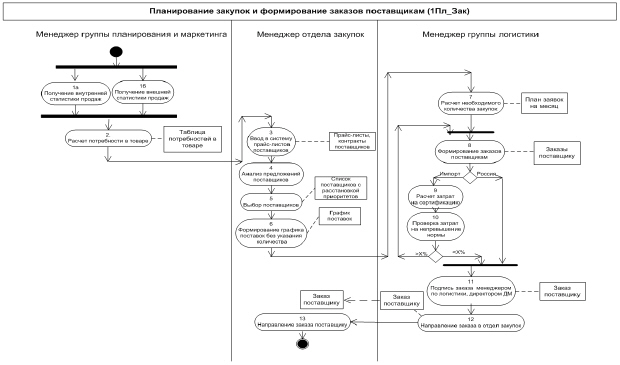 Планирование закупок и формирование заказов поставщикам (1Пл_Зак)
Менеджер группы планирования и маркетинга
Менеджер отдела закупок
Менеджер группы логистики
1а
Получение внутренней
статистики продаж
1б
Получение внешней
статистики продаж
2
Расчет потребности в товаре
Таблица
потребностей в
товаре
3
Ввод в систему
прайс-листов
поставщиков
Прайс-листы,
контракты
поставщиков
4
Анализ предложений
поставщиков
5
Выбор поставщиков
Список
поставщиков с
расстановкой
приоритетов
6
Формирование графика
поставок без указания
количества
График
поставок
7
Расчет необходимого
количества закупок
План заявок
на месяц
8
Формирование заказов
поставщикам
Заказы
поставщику
Импорт
Россия
9
Расчет затрат
на сертификацию
10
Проверка затрат
на непревышение
нормы
<X%
11
Подпись заказа менеджером
по логистики, директором ДМ
Заказ
поставщику
12
Направление заказа в отдел закупок
Заказ
поставщику
Заказ
поставщику
13
Направление заказа поставщику